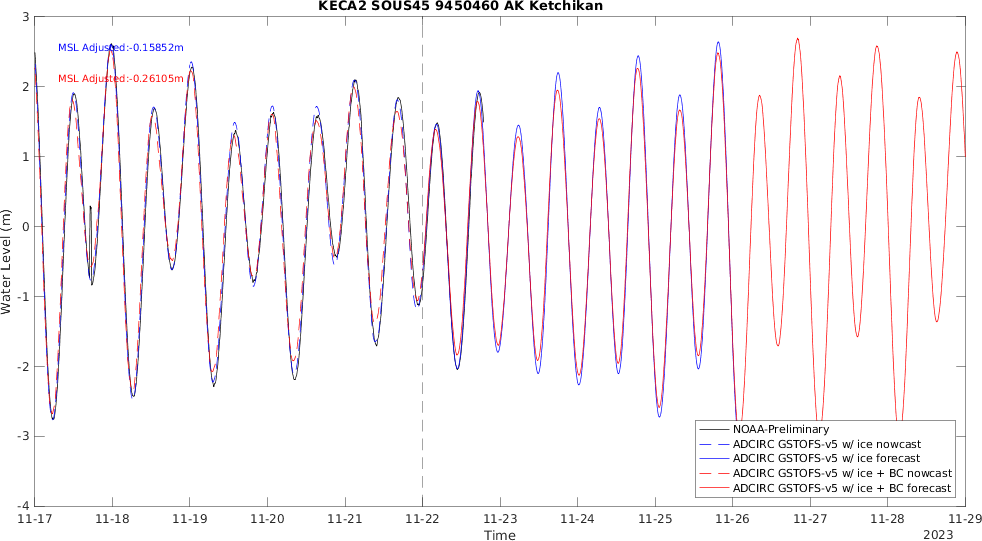 KECA2 SOUS45 9450460 AK Ketchikan
MSL Adjusted:-0.15852m
MSL Adjusted:-0.26105m
Water Level (m)
3
2
1
0
-1
-2
-3
-4
NOAA-Preliminary
ADCIRC GSTOFS-v5 w/ ice nowcast
ADCIRC GSTOFS-v5 w/ ice forecast
ADCIRC GSTOFS-v5 w/ ice + BC nowcast
ADCIRC GSTOFS-v5 w/ ice + BC forecast
11-17 11-18 11-19 11-20 11-21 11-22 11-23 11-24 11-25 11-26 11-27 11-28 11-29
Time
2023